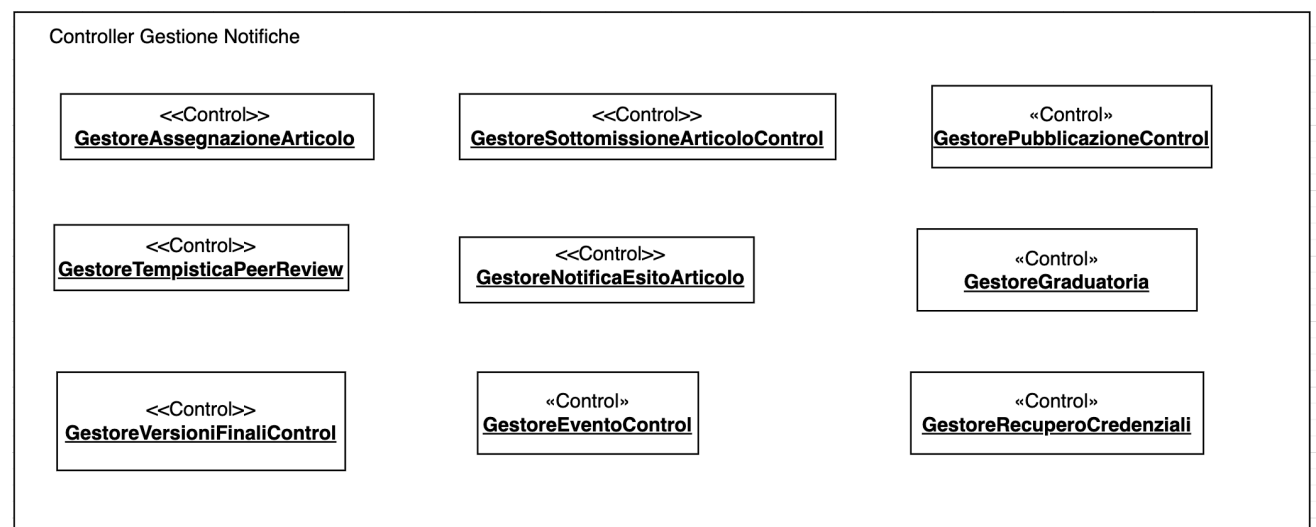 Controller Gestione Notifiche
<<Control>>
GestoreAssegnazioneArticolo
<<Control>>
GestoreSottomissioneArticoloControl
«Control»
GestorePubblicazioneControl
<<Control>>
GestoreTempisticaPeerReview
<<Control>>
GestoreNotificaEsitoArticolo
«Control»
GestoreGraduatoria
<<Control>>
GestoreVersioniFinaliControl
«Control»
GestoreEventoControl
«Control»
GestoreRecuperoCredenziali